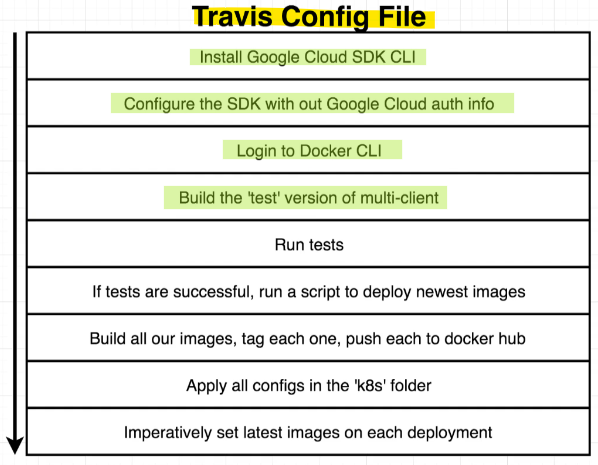 Travis Config File
Install Google Cloud SDK CLI
Configure the SDK with out Google Cloud auth info
Login to Docker CLI
Build the 'test' version of multi-client
Run tests
If tests are successful, run a script to deploy newest images
Build all our images, tag each one, push each to docker hub
Apply all configs in the 'k8s' folder
Imperatively set latest images on each deployment